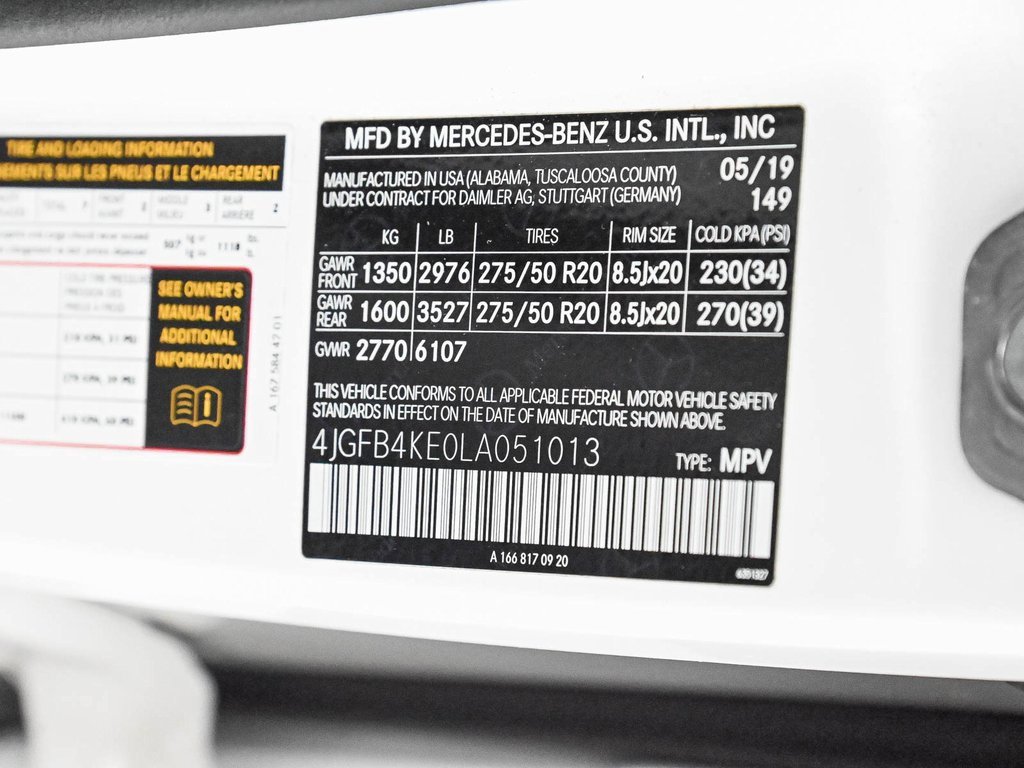 TIRE AND LOADING INFORMATION
SUR LES PNEUS ET LE CHARGEMENT
SEE OWNER'S
MANUAL FOR
ADDITIONAL
INFORMATION
A 167 584 47 01
MFD BY MERCEDES-BENZ U.S. INTL., INC
MANUFACTURED IN USA (ALABAMA, TUSCALOOSA COUNTY) 05/19
UNDER CONTRACT FOR DAIMLER AG, STUTTGART (GERMANY) 149
KG LB TIRES RIM SIZE COLD KPA(PSI)
GAWR FRONT 1350 2976 275/50 R20 8.5Jx20 230(34)
GAWR REAR 1600 3527 275/50 R20 8.5Jx20 270(39)
GVWR 2770 6107
THIS VEHICLE CONFORMS TO ALL APPLICABLE FEDERAL MOTOR VEHICLE SAFETY
STANDARDS IN EFFECT ON THE DATE OF MANUFACTURE SHOWN ABOVE.
4JGFB4KE0LA051013 TYPE: MPV
A 166 817 09 20